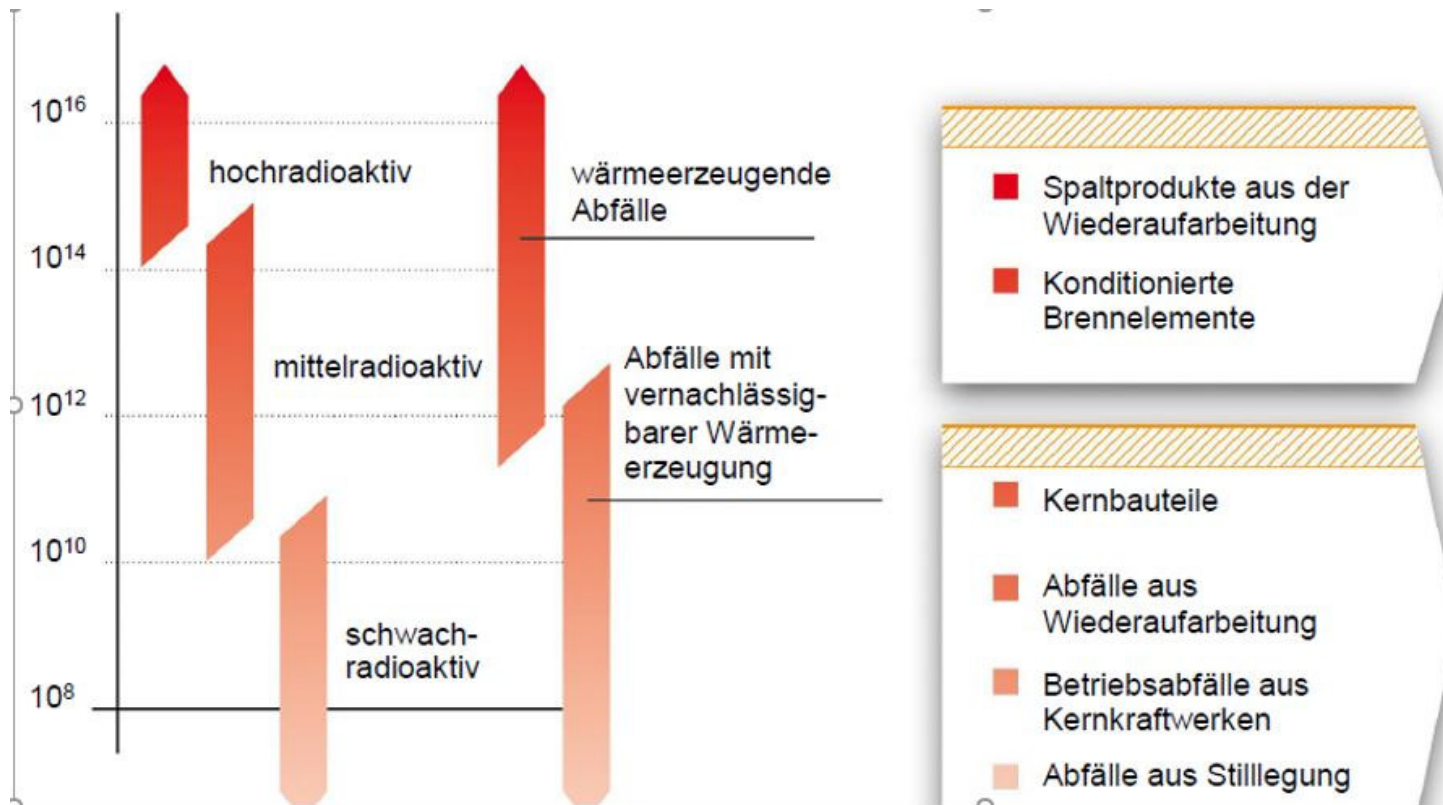 10¹⁶
hochradioaktiv
10¹⁴
mittelradioaktiv
10¹²
10¹⁰
schwach-
radioaktiv
10⁸
wärmeerzeugende
Abfälle
Abfälle mit
vernachlässig-
barer Wärme-
erzeugung
Spaltprodukte aus der
Wiederaufarbeitung
Konditionierte
Brennelemente
Kernbauteile
Abfälle aus
Wiederaufarbeitung
Betriebsabfälle aus
Kernkraftwerken
Abfälle aus Stilllegung